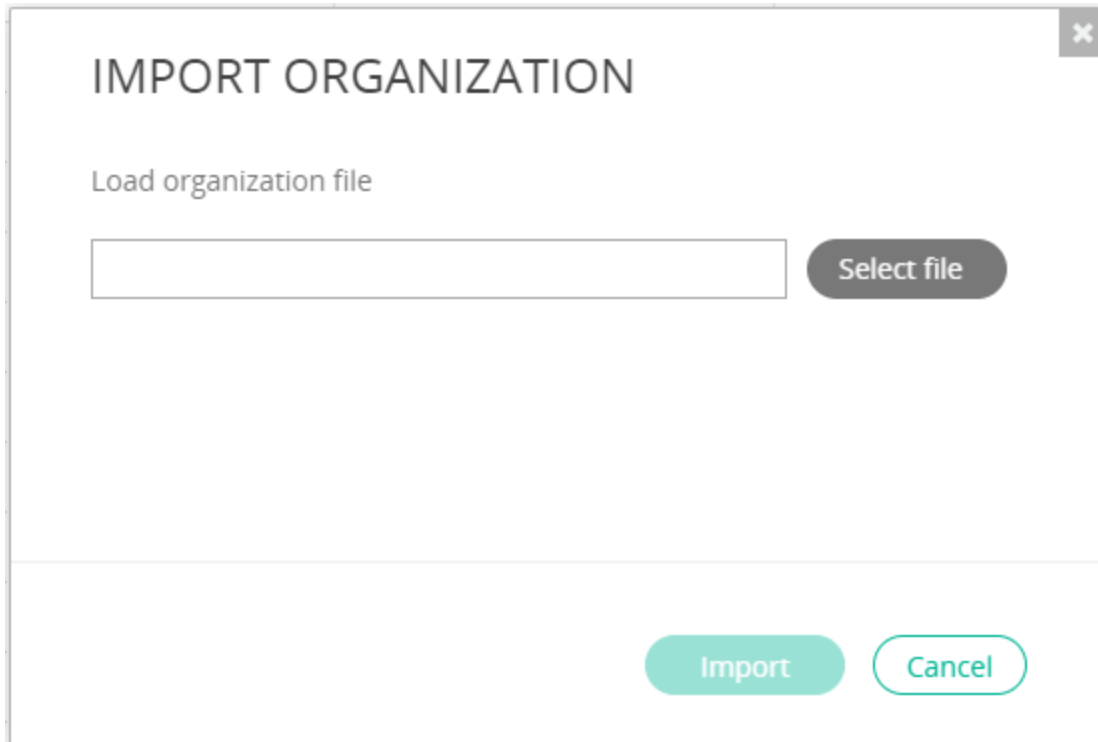 IMPORT ORGANIZATION
Load organization file
Select file
Import
Cancel